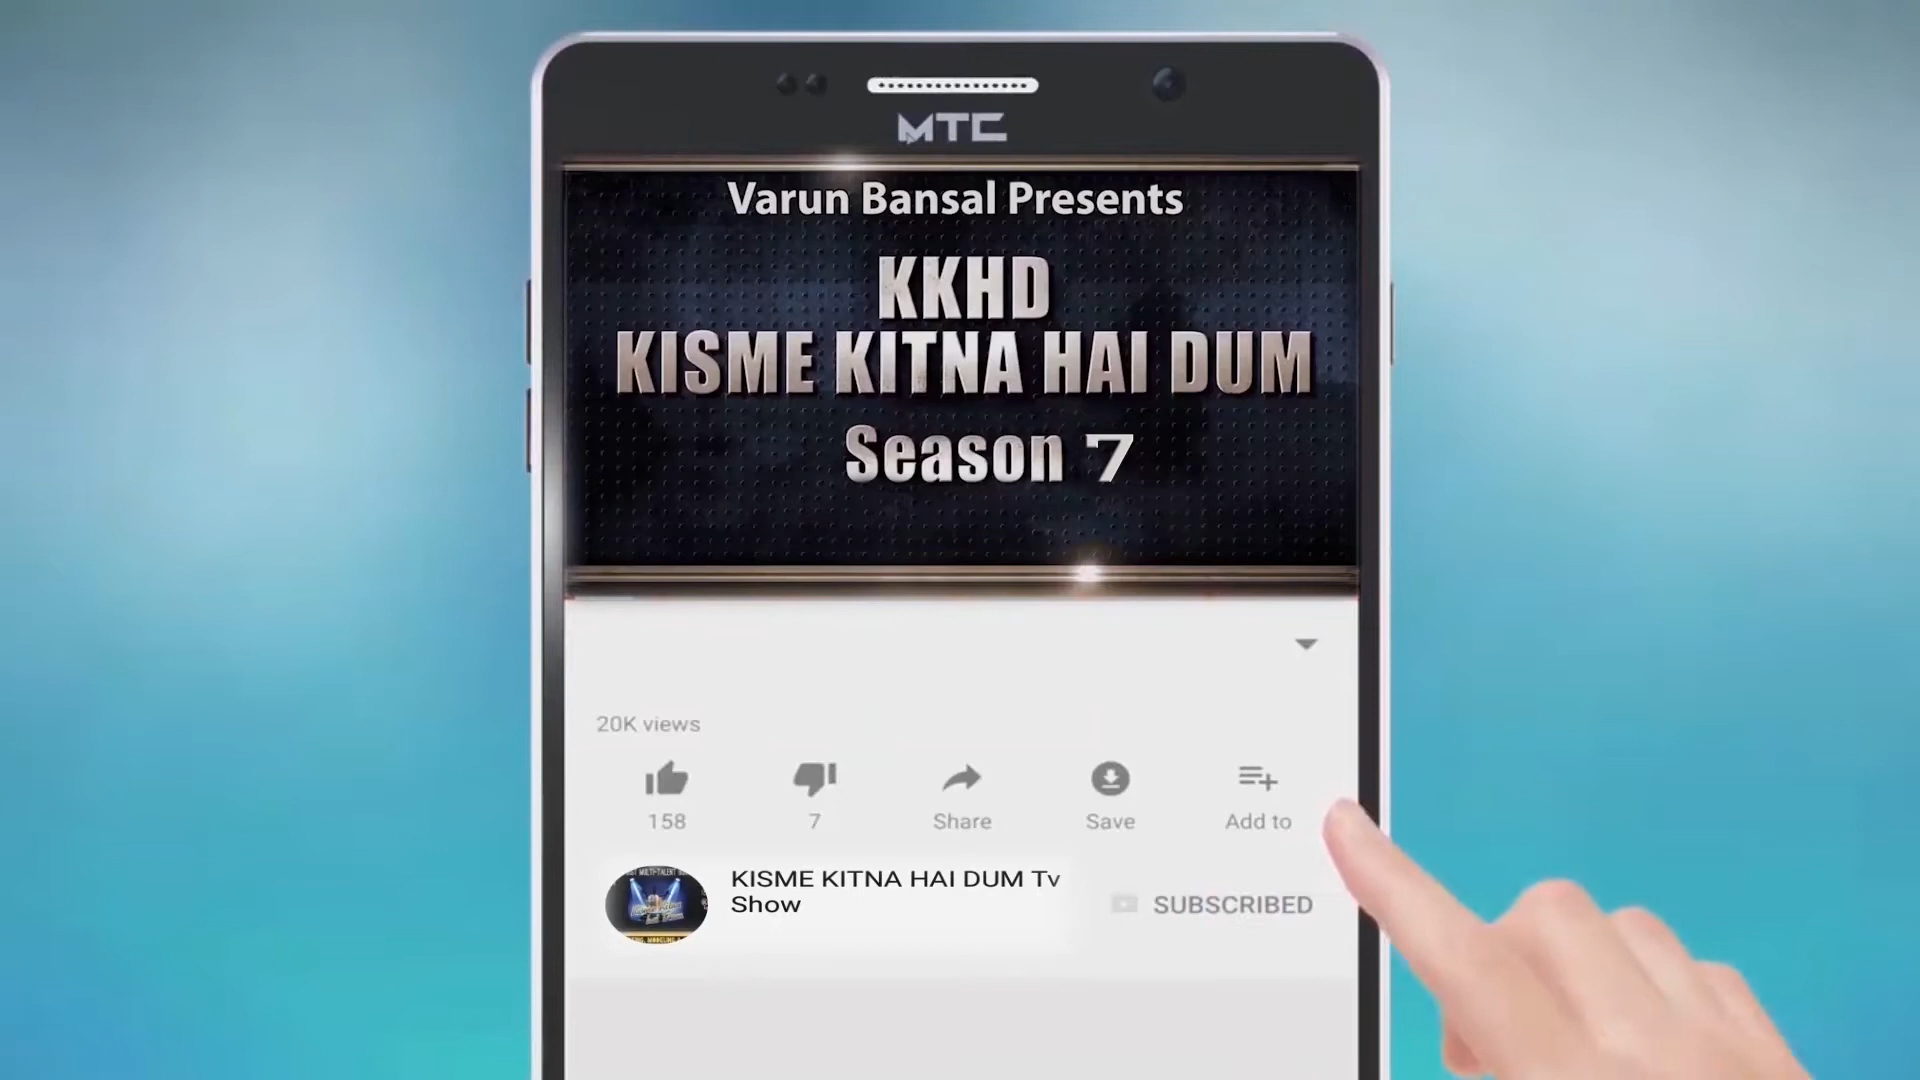 MTC
Varun Bansal Presents
KKHD
KISME KITNA HAI DUM
Season 7
20K views
158
7
Share
Save
Add to
KISME KITNA HAI DUM Tv
Show
SUBSCRIBED